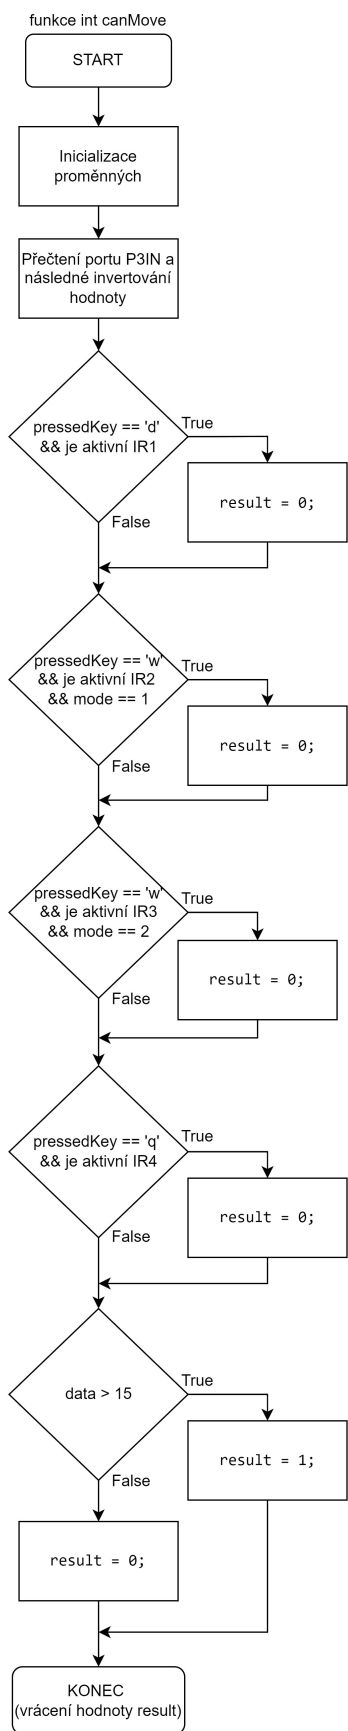 funkce int canMove
START
Inicializace
proměnných
Přečtení portu P3IN a
následné invertování
hodnoty
pressedKey == 'd'
&& je aktivní IR1
True
result = 0;
False
pressedKey == 'w'
&& je aktivní IR2
&& mode == 1
True
result = 0;
False
pressedKey == 'w'
&& je aktivní IR3
&& mode == 2
True
result = 0;
False
pressedKey == 'q'
&& je aktivní IR4
True
result = 0;
False
data > 15
True
result = 1;
False
result = 0;
KONEC
(vrácení hodnoty result)